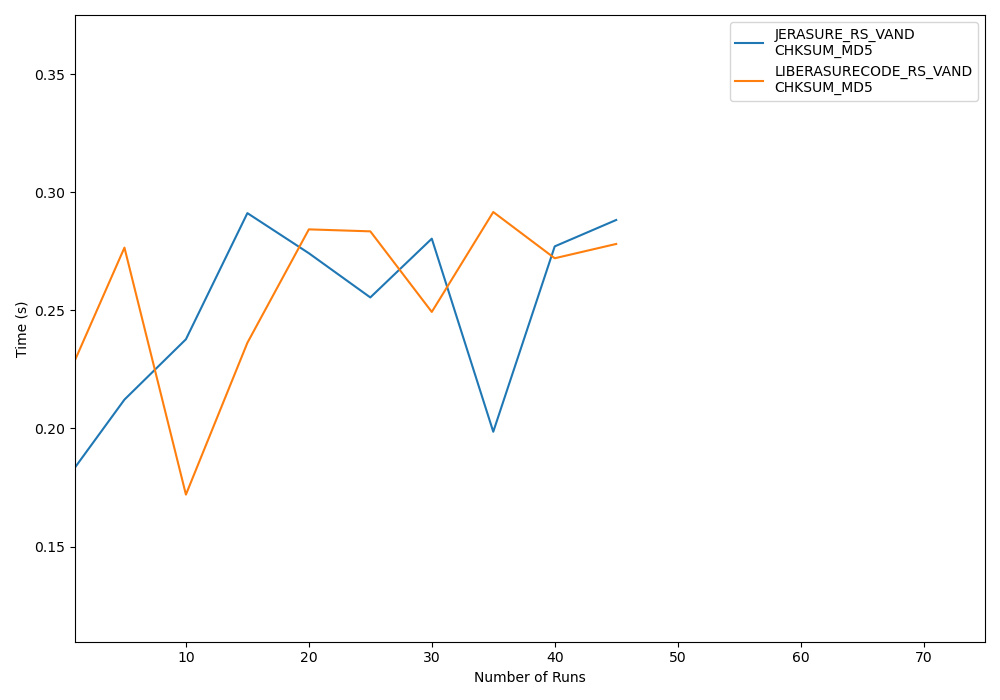 JERASURE_RS_VAND
CHKSUM_MD5
LIBERASURECODE_RS_VAND
CHKSUM_MD5
0.35
0.30
0.25
0.20
0.15
Time (s)
10 20 30 40 50 60 70
Number of Runs